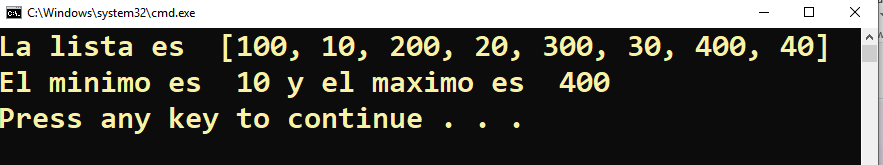 C:\Windows\system32\cmd.exe
La lista es  [100, 10, 200, 20, 300, 30, 400, 40]
El minimo es  10 y el maximo es  400
Press any key to continue . . .